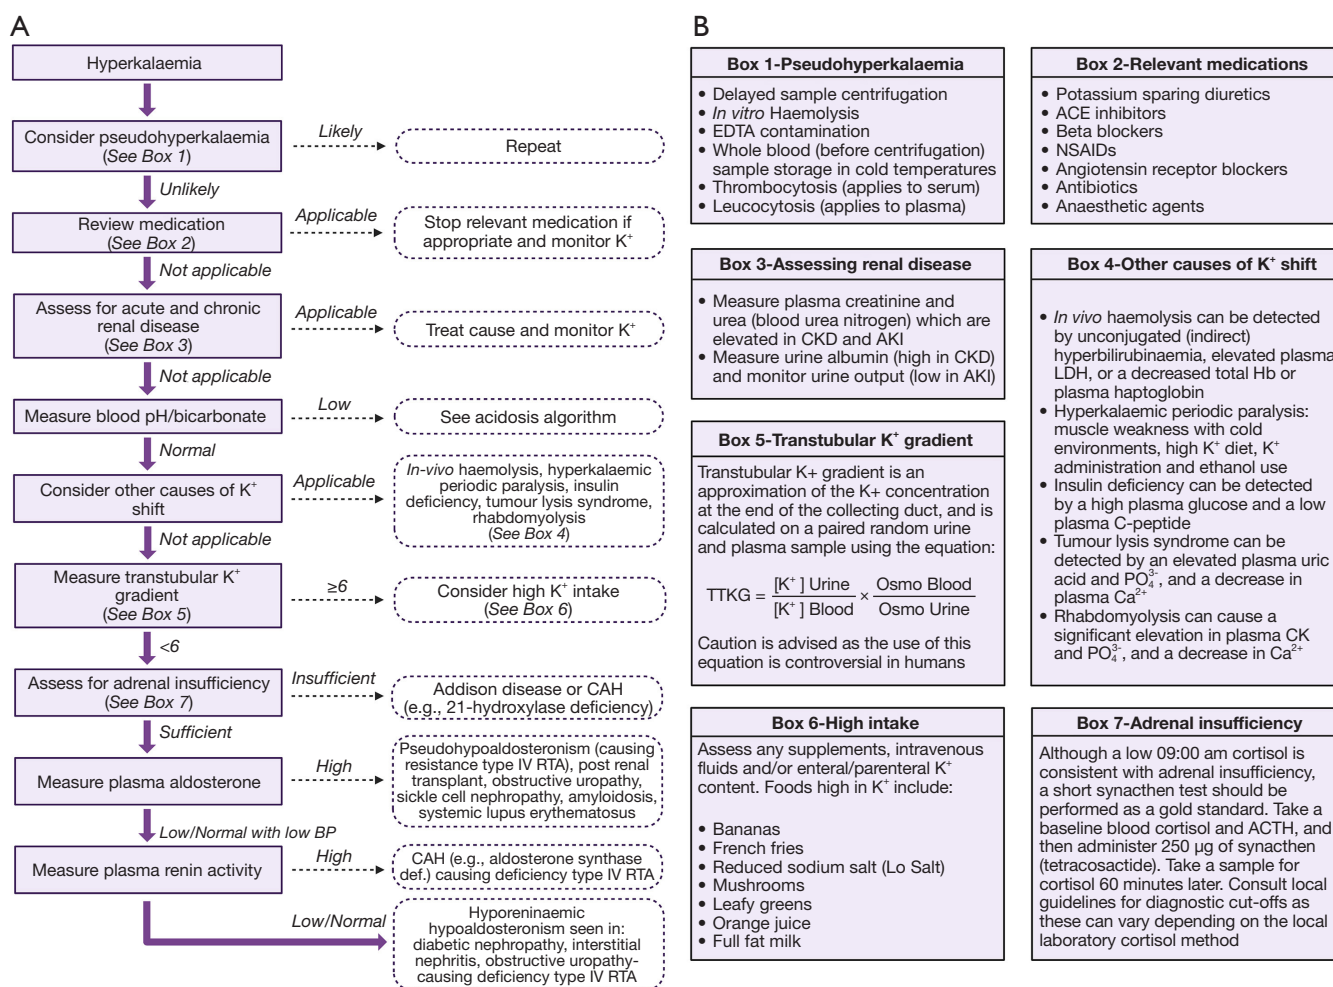 A
Hyperkalaemia
Consider pseudohyperkalaemia
(See Box 1)
Likely
Repeat
Unlikely
Review medication
(See Box 2)
Applicable
Stop relevant medication if
appropriate and monitor K⁺
Not applicable
Assess for acute and chronic
renal disease
(See Box 3)
Applicable
Treat cause and monitor K⁺
Not applicable
Measure blood pH/bicarbonate
Low
See acidosis algorithm
Normal
Consider other causes of K⁺
shift
Applicable
In-vivo haemolysis, hyperkalaemic
periodic paralysis, insulin
deficiency, tumour lysis syndrome,
rhabdomyolysis
(See Box 4)
Not applicable
Measure transtubular K⁺
gradient
(See Box 5)
≥6
Consider high K⁺ intake
(See Box 6)
<6
Assess for adrenal insufficiency
(See Box 7)
Insufficient
Addison disease or CAH
(e.g., 21-hydroxylase deficiency)
Sufficient
Measure plasma aldosterone
High
Pseudohypoaldosteronism (causing
resistance type IV RTA), post renal
transplant, obstructive uropathy,
sickle cell nephropathy, amyloidosis,
systemic lupus erythematosus
Low/Normal with low BP
Measure plasma renin activity
High
CAH (e.g., aldosterone synthase
def.) causing deficiency type IV RTA
Low/Normal
Hyporeninaemic
hypoaldosteronism seen in:
diabetic nephropathy, interstitial
nephritis, obstructive uropathy-
causing deficiency type IV RTA
B
Box 1-Pseudohyperkalaemia
• Delayed sample centrifugation
• In vitro Haemolysis
• EDTA contamination
• Whole blood (before centrifugation)
sample storage in cold temperatures
• Thrombocytosis (applies to serum)
• Leucocytosis (applies to plasma)
Box 2-Relevant medications
• Potassium sparing diuretics
• ACE inhibitors
• Beta blockers
• NSAIDs
• Angiotensin receptor blockers
• Antibiotics
• Anaesthetic agents
Box 3-Assessing renal disease
• Measure plasma creatinine and
urea (blood urea nitrogen) which are
elevated in CKD and AKI
• Measure urine albumin (high in CKD)
and monitor urine output (low in AKI)
Box 4-Other causes of K⁺ shift
• In vivo haemolysis can be detected
by unconjugated (indirect)
hyperbilirubinaemia, elevated plasma
LDH, or a decreased total Hb or
plasma haptoglobin
• Hyperkalaemic periodic paralysis:
muscle weakness with cold
environments, high K⁺ diet, K⁺
administration and ethanol use
• Insulin deficiency can be detected
by a high plasma glucose and a low
plasma C-peptide
• Tumour lysis syndrome can be
detected by an elevated plasma uric
acid and PO₄³⁻, and a decrease in
plasma Ca²⁺
• Rhabdomyolysis can cause a
significant elevation in plasma CK
and PO₄³⁻, and a decrease in Ca²⁺
Box 5-Transtubular K⁺ gradient
Transtubular K+ gradient is an
approximation of the K+ concentration
at the end of the collecting duct, and is
calculated on a paired random urine
and plasma sample using the equation:
TTKG = [K⁺] Urine / [K⁺] Blood × Osmo Blood / Osmo Urine
Caution is advised as the use of this
equation is controversial in humans
Box 6-High intake
Assess any supplements, intravenous
fluids and/or enteral/parenteral K⁺
content. Foods high in K⁺ include:
• Bananas
• French fries
• Reduced sodium salt (Lo Salt)
• Mushrooms
• Leafy greens
• Orange juice
• Full fat milk
Box 7-Adrenal insufficiency
Although a low 09:00 am cortisol is
consistent with adrenal insufficiency,
a short synacthen test should be
performed as a gold standard. Take a
baseline blood cortisol and ACTH, and
then administer 250 µg of synacthen
(tetracosactide). Take a sample for
cortisol 60 minutes later. Consult local
guidelines for diagnostic cut-offs as
these can vary depending on the local
laboratory cortisol method